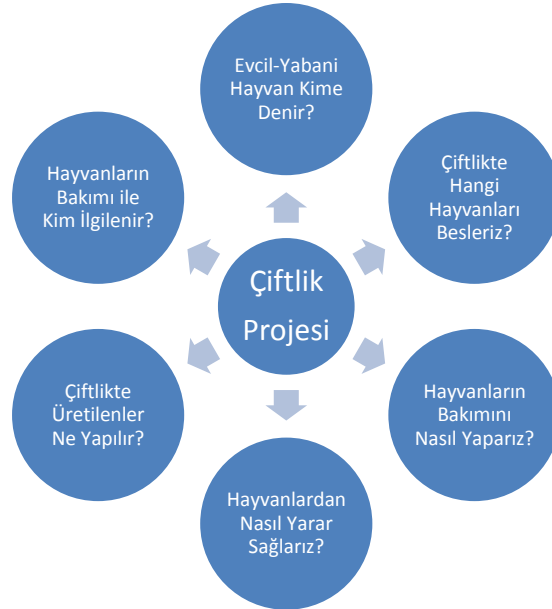 Evcil-Yabani
Hayvan Kime
Denir?
Çiftlikte
Hangi
Hayvanları
Besleriz?
Hayvanların
Bakımını
Nasıl Yaparız?
Hayvanlardan
Nasıl Yarar
Sağlarız?
Çiftlikte
Üretilenler
Ne Yapılır?
Hayvanların
Bakımı ile
Kim İlgilenir?
Çiftlik
Projesi